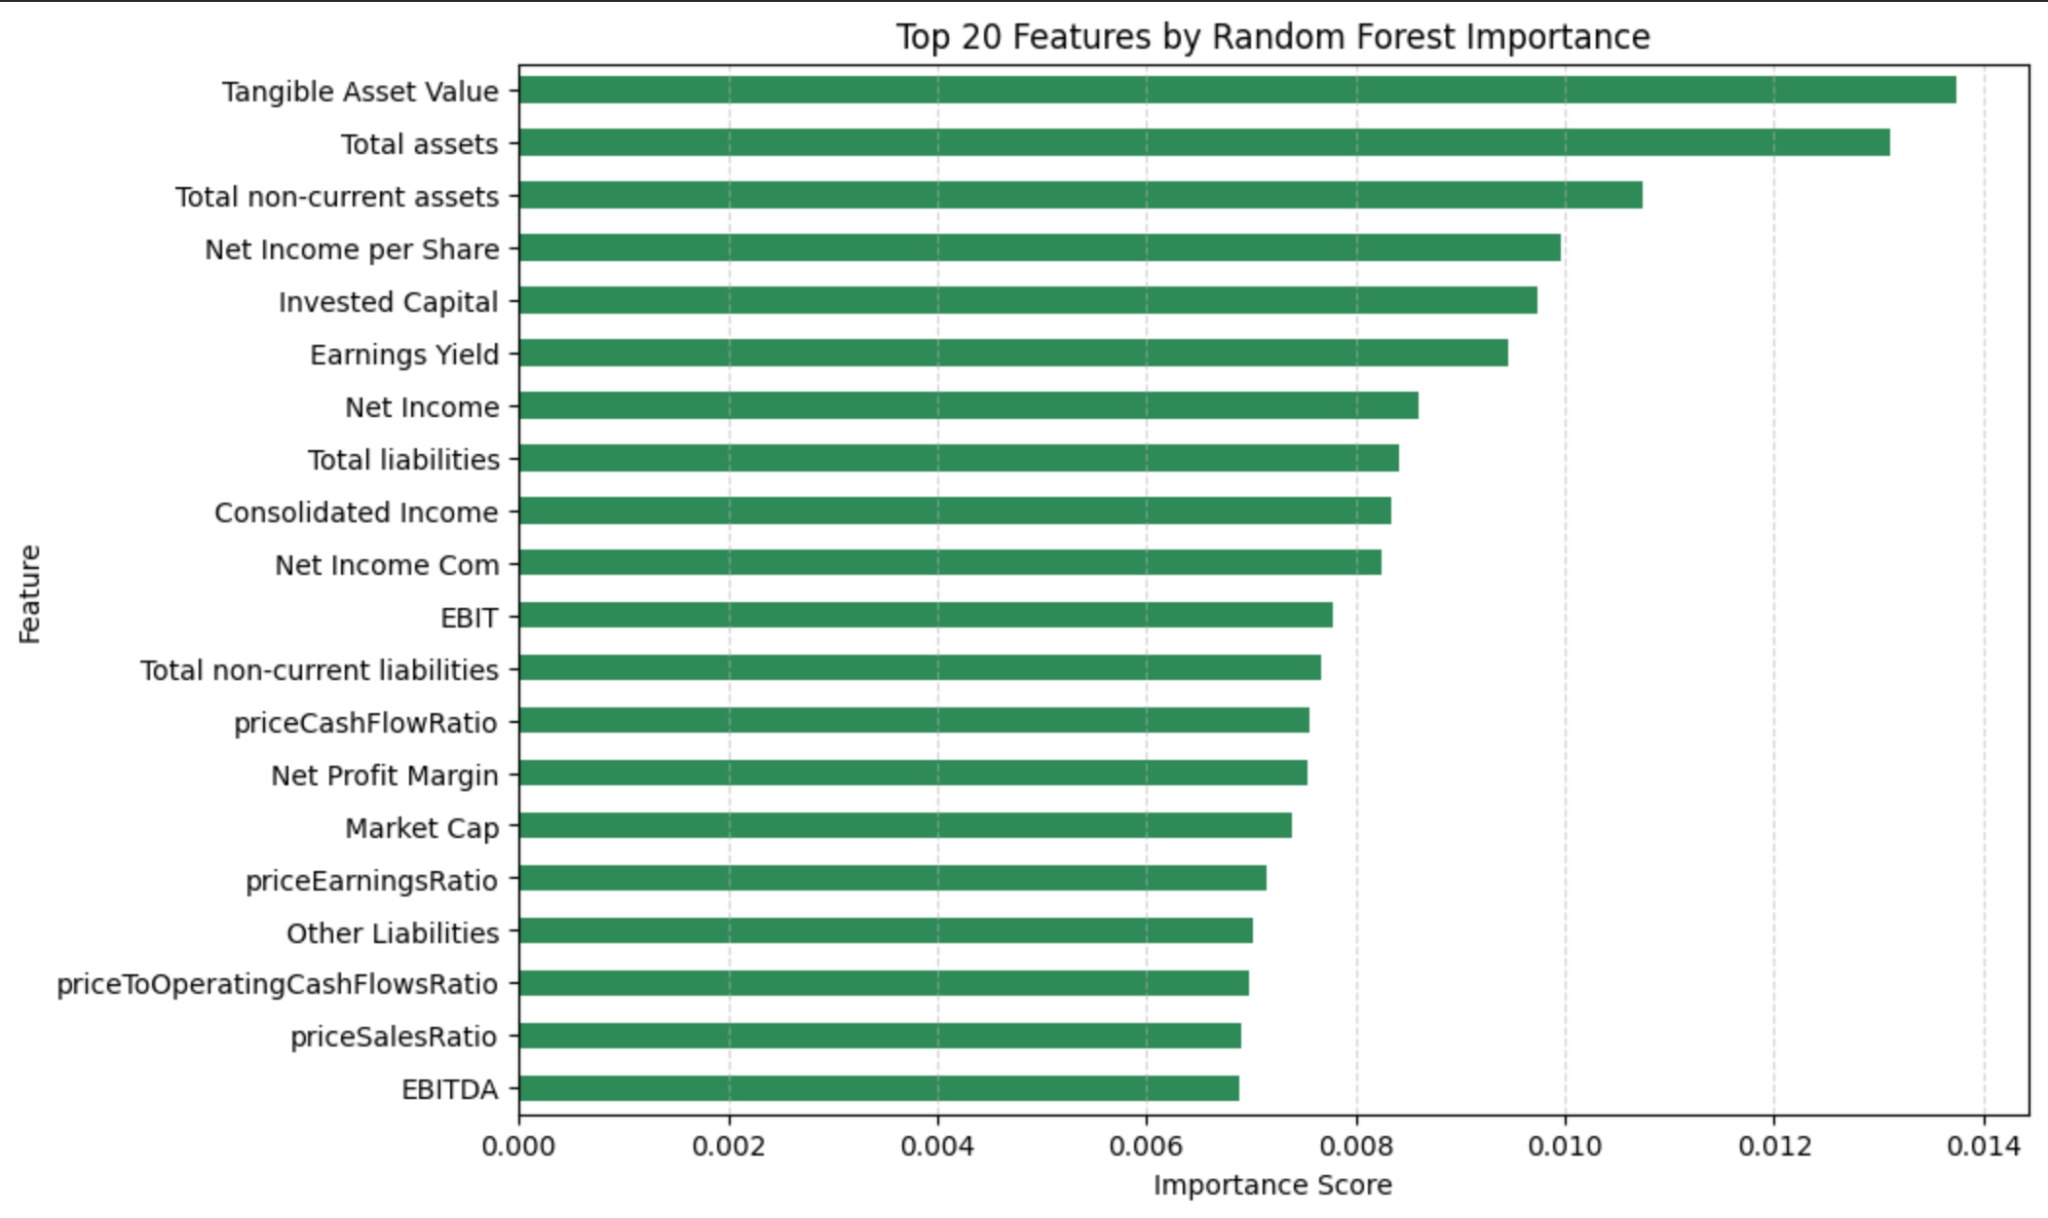 Top 20 Features by Random Forest Importance
Tangible Asset Value
Total assets
Total non-current assets
Net Income per Share
Invested Capital
Earnings Yield
Net Income
Total liabilities
Consolidated Income
Net Income Com
EBIT
Total non-current liabilities
priceCashFlowRatio
Net Profit Margin
Market Cap
priceEarningsRatio
Other Liabilities
priceToOperatingCashFlowsRatio
priceSalesRatio
EBITDA
Feature
0.000 0.002 0.004 0.006 0.008 0.010 0.012 0.014
Importance Score